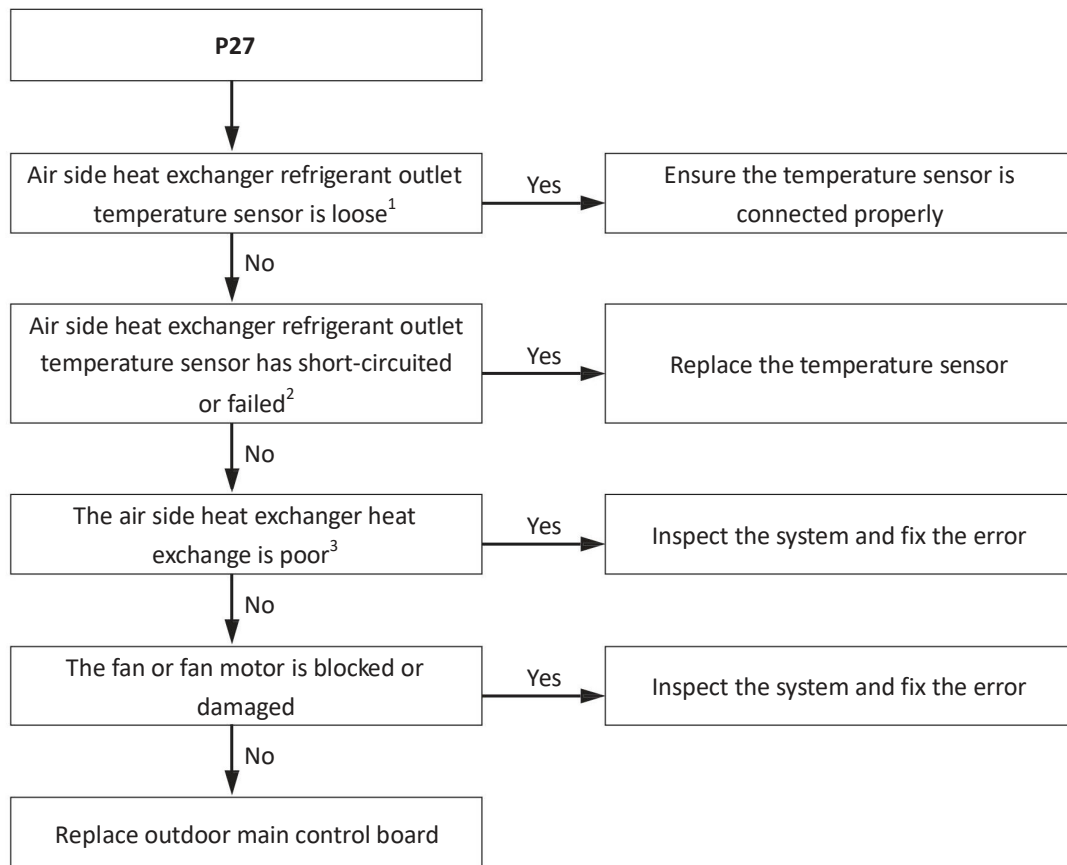 P27
Air side heat exchanger refrigerant outlet
temperature sensor is loose¹
Yes
Ensure the temperature sensor is
connected properly
No
Air side heat exchanger refrigerant outlet
temperature sensor has short-circuited
or failed²
Yes
Replace the temperature sensor
No
The air side heat exchanger heat
exchange is poor³
Yes
Inspect the system and fix the error
No
The fan or fan motor is blocked or
damaged
Yes
Inspect the system and fix the error
No
Replace outdoor main control board